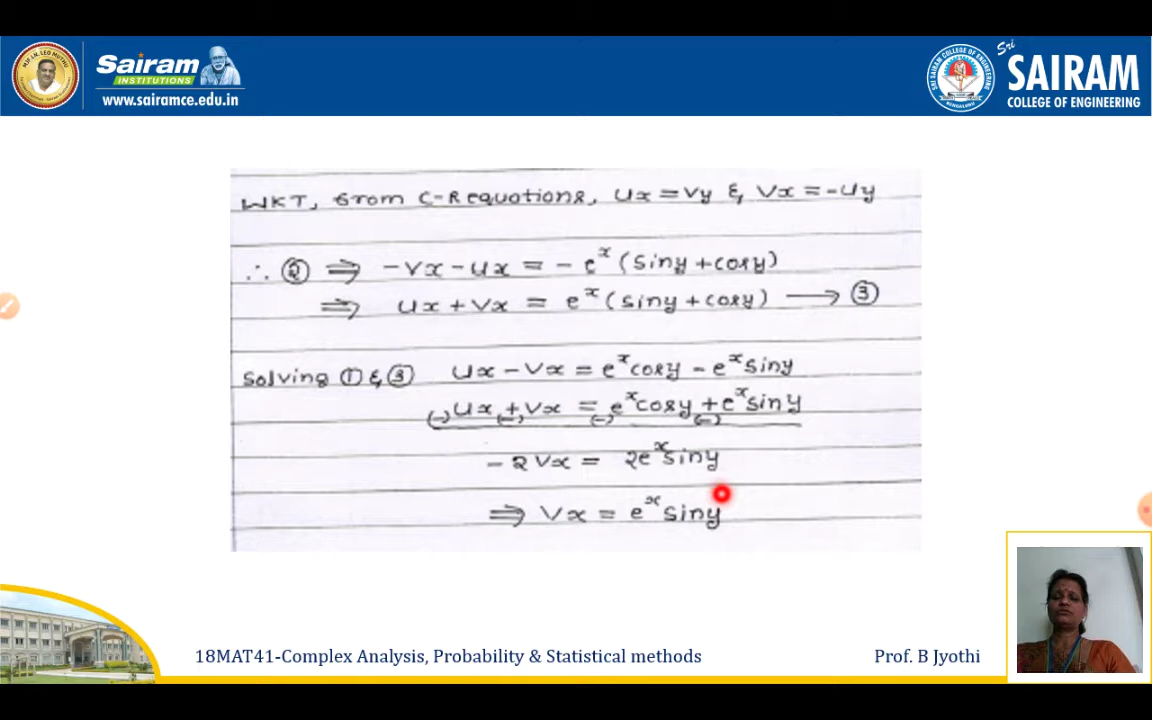 Sairam
INSTITUTIONS
www.sairamce.edu.in
Sri
SAIRAM
COLLEGE OF ENGINEERING
WKT, from C-R equations, Ux = Vy & Vx = -Uy
∴ ② ⟹ -Vx - Ux = - e^x (siny + cosy)
⟹ Ux + Vx = e^x (siny + cosy) ⟶ ③
Solving ① & ③ Ux - Vx = e^x cosy - e^x siny
(-) Ux (-)+ Vx = (-) e^x cosy (-)+ e^x siny
- 2 Vx = 2e^x siny
⟹ Vx = e^x siny
18MAT41-Complex Analysis, Probability & Statistical methods
Prof. B Jyothi